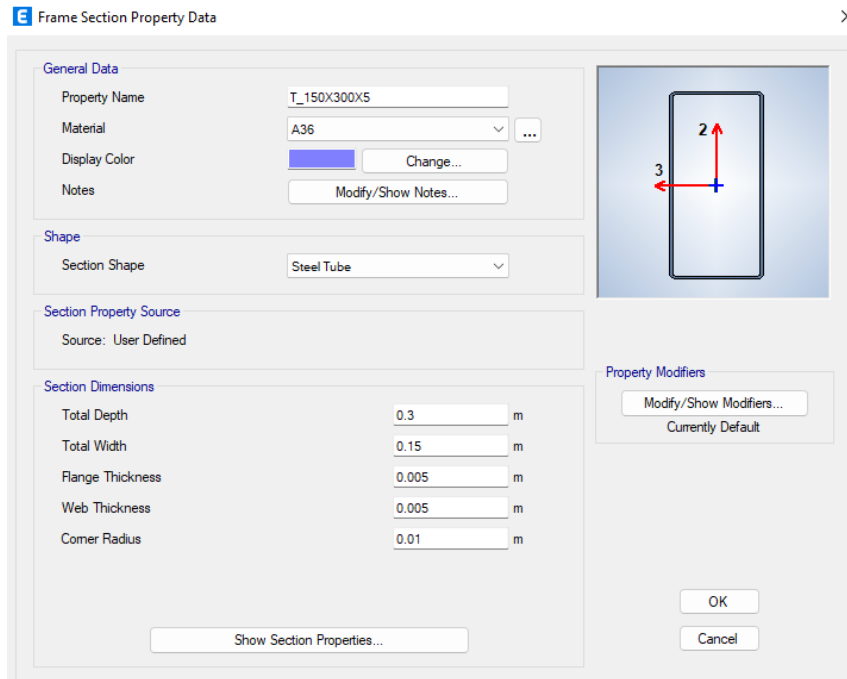 E Frame Section Property Data
General Data
Property Name T_150X300X5
Material A36 ...
Display Color Change...
Notes Modify/Show Notes...
2
3
Shape
Section Shape Steel Tube
Section Property Source
Source: User Defined
Property Modifiers
Modify/Show Modifiers...
Currently Default
Section Dimensions
Total Depth 0.3 m
Total Width 0.15 m
Flange Thickness 0.005 m
Web Thickness 0.005 m
Corner Radius 0.01 m
Show Section Properties...
OK
Cancel